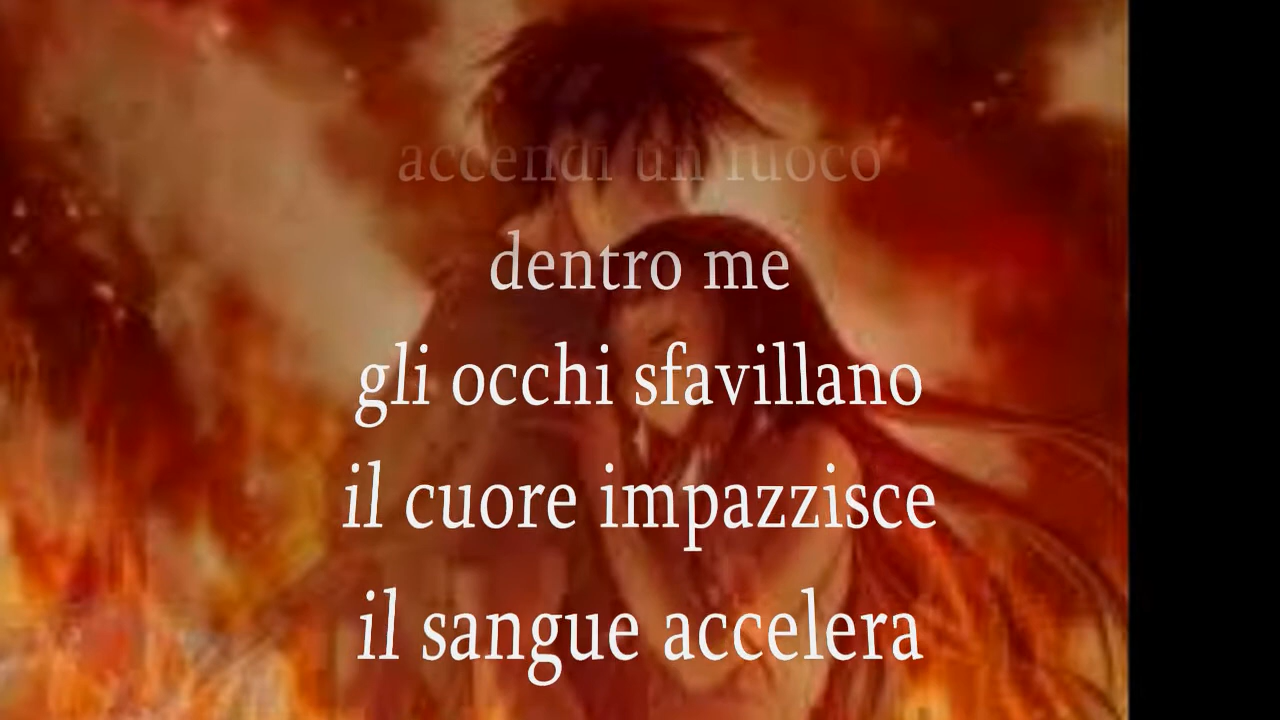 accendi un fuoco
dentro me
gli occhi sfavillano
il cuore impazzisce
il sangue accelera